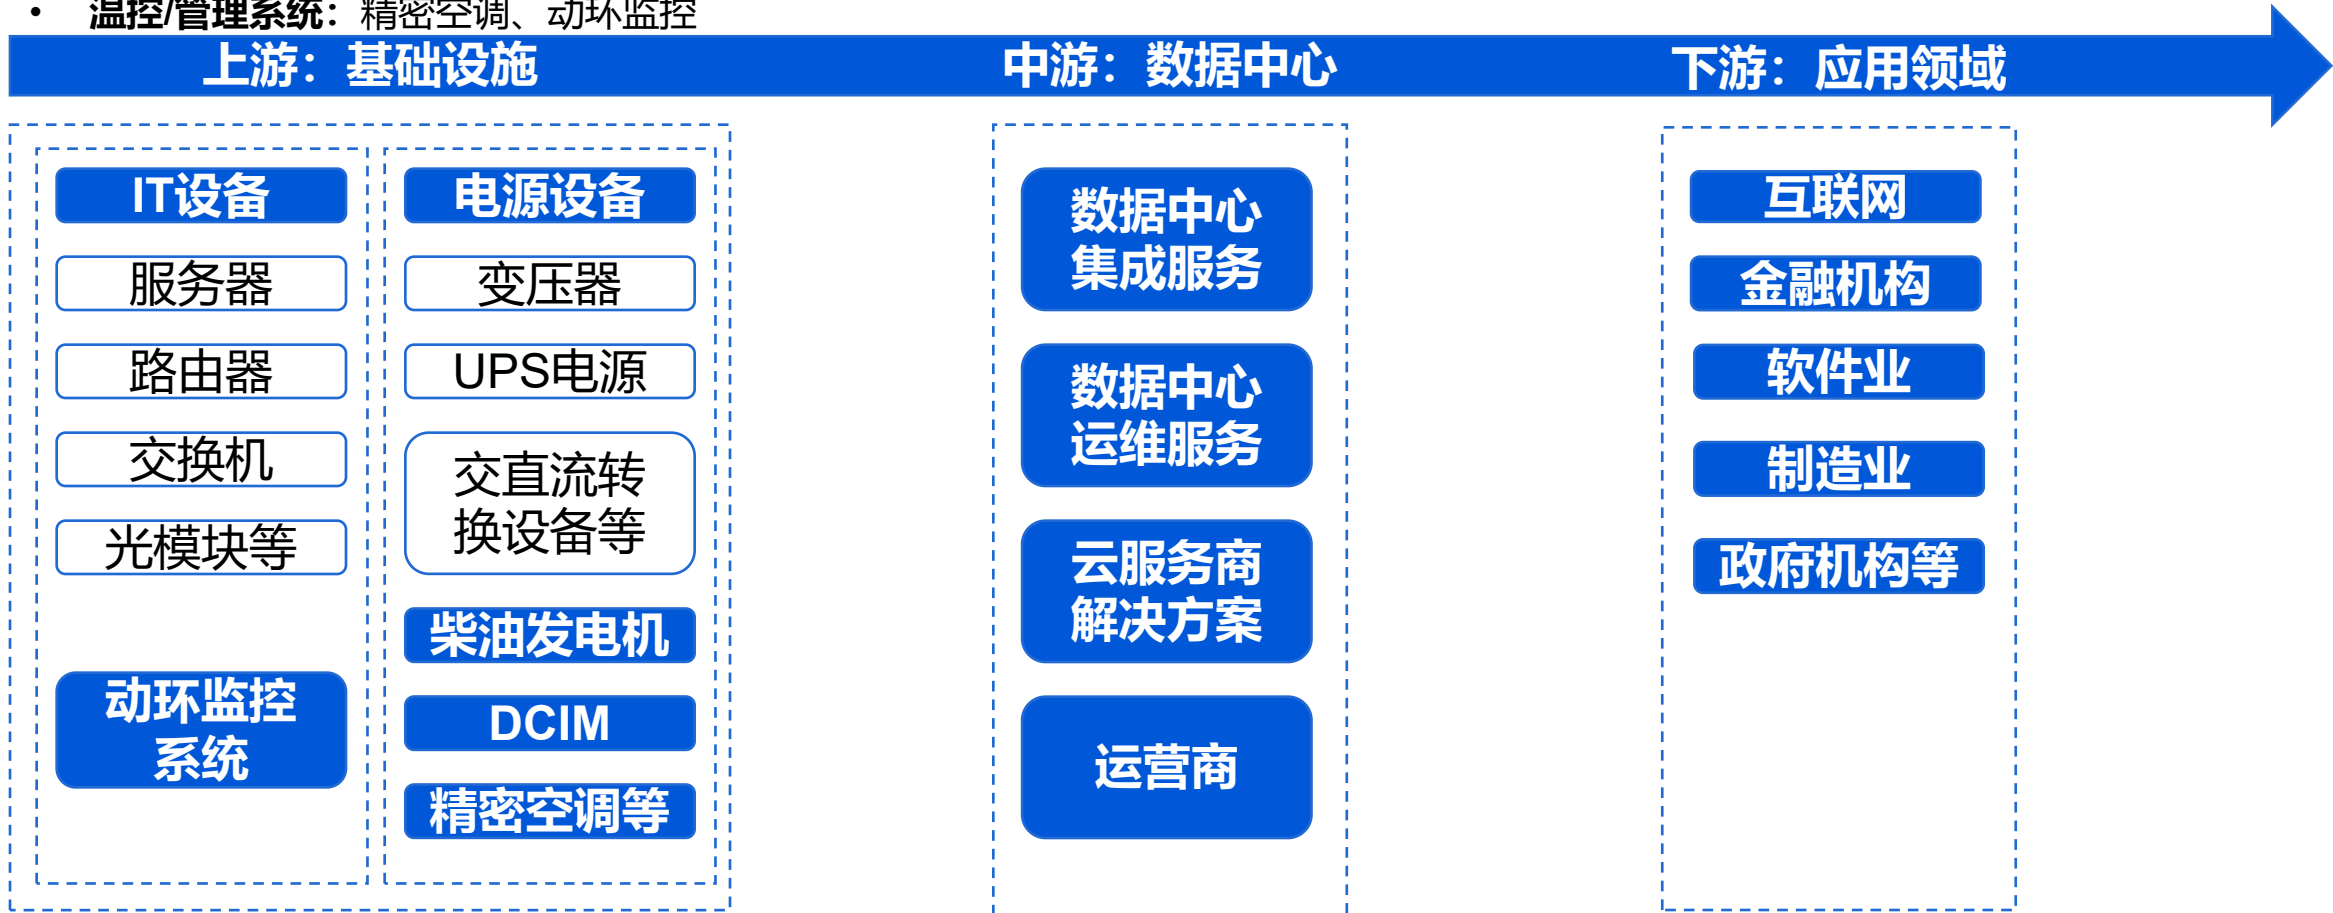 • 温控/管理系统：精密空调、动环监控
上游：基础设施
中游：数据中心
下游：应用领域
IT设备
服务器
路由器
交换机
光模块等
动环监控
系统
电源设备
变压器
UPS电源
交直流转
换设备等
柴油发电机
DCIM
精密空调等
数据中心
集成服务
数据中心
运维服务
云服务商
解决方案
运营商
互联网
金融机构
软件业
制造业
政府机构等